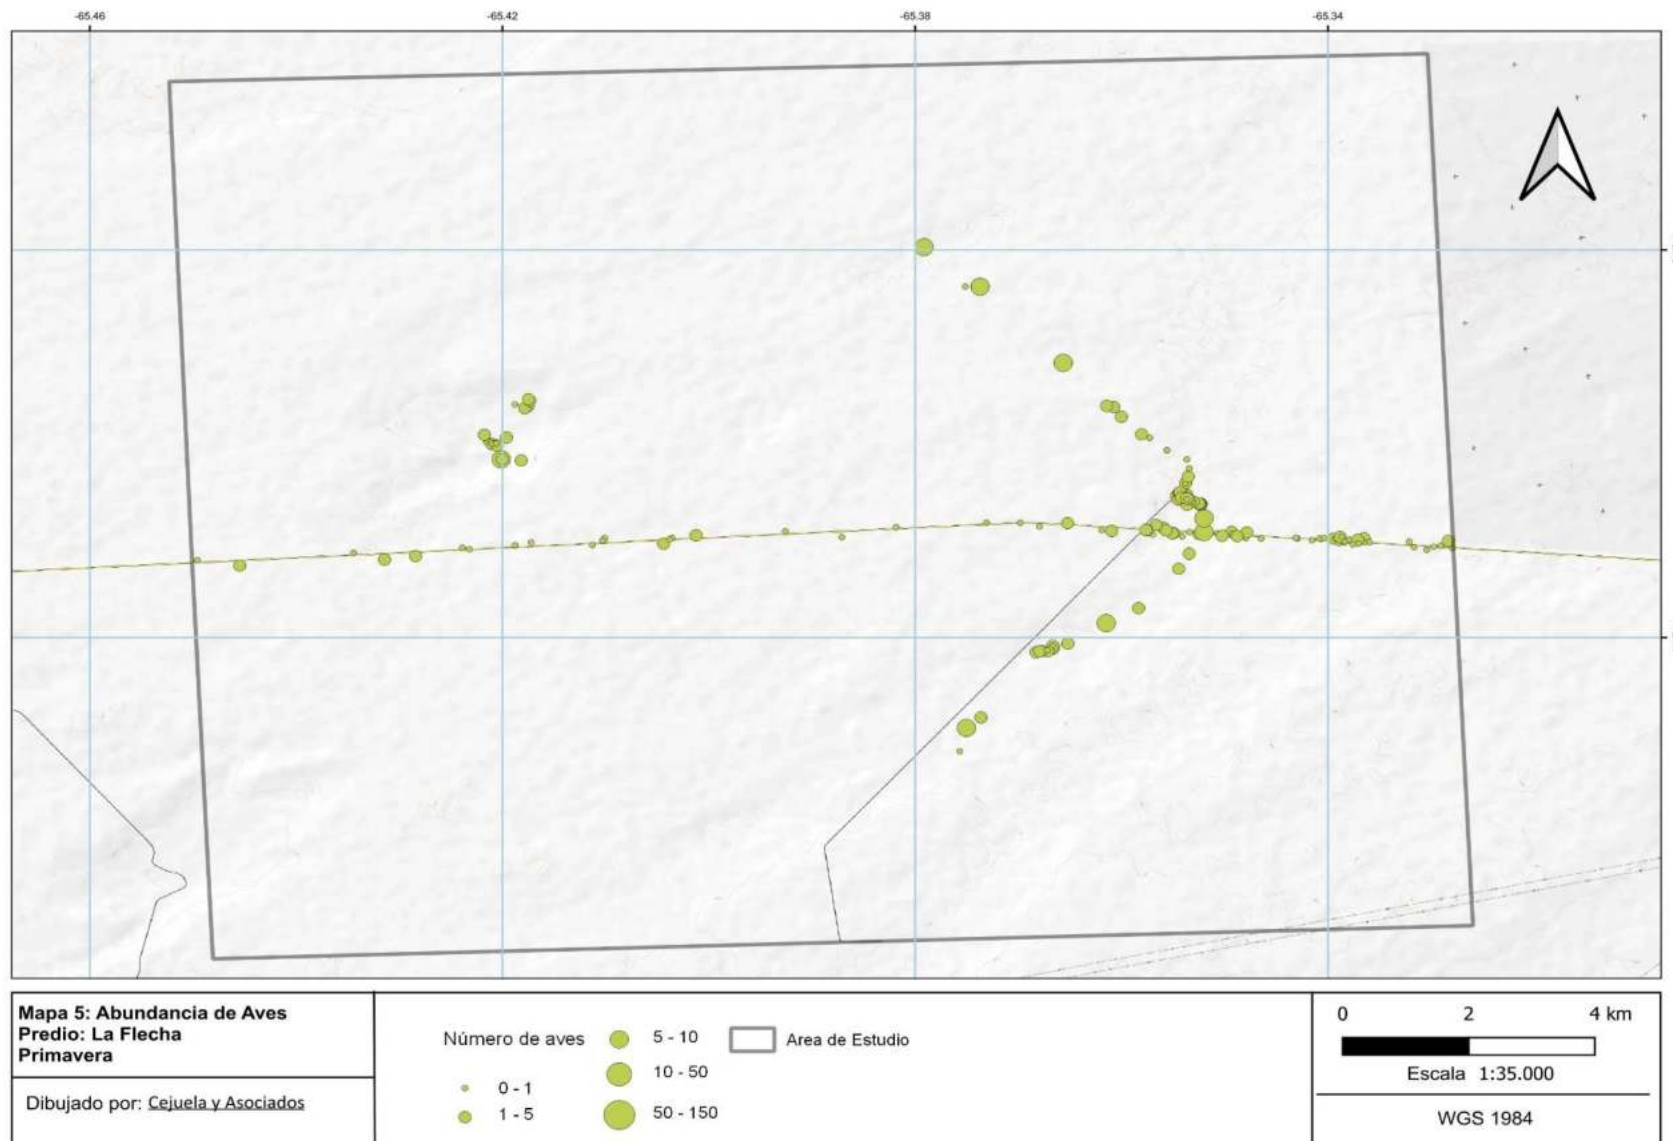 -65.46 -65.42 -65.38 -65.34
Mapa 5: Abundancia de Aves
Predio: La Flecha
Primavera
Dibujado por: Cejuela y Asociados
Número de aves
0 - 1
1 - 5
5 - 10
10 - 50
50 - 150
Area de Estudio
0 2 4 km
Escala 1:35.000
WGS 1984